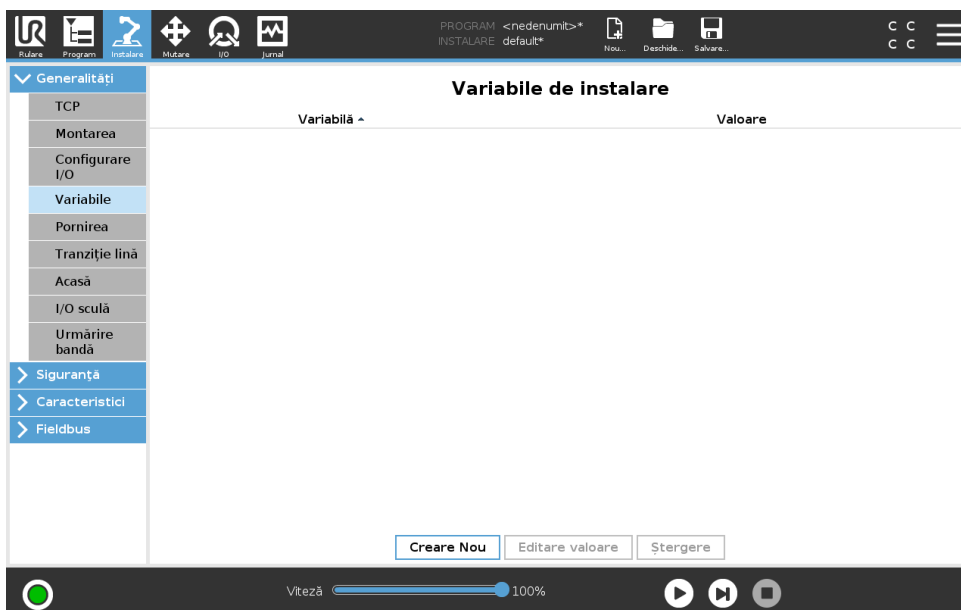 PROGRAM <nedenumit>*
INSTALARE default*
Rulare Program Instalare Mutare I/O Jurnal Nou... Deschide... Salvare...
C C
C C
Generalități
TCP
Montarea
Configurare
I/O
Variabile
Pornirea
Tranziție lină
Acasă
I/O sculă
Urmărire
bandă
Siguranță
Caracteristici
Fieldbus
Variabile de instalare
Variabilă Valoare
Creare Nou Editare valoare Ștergere
Viteză 100%